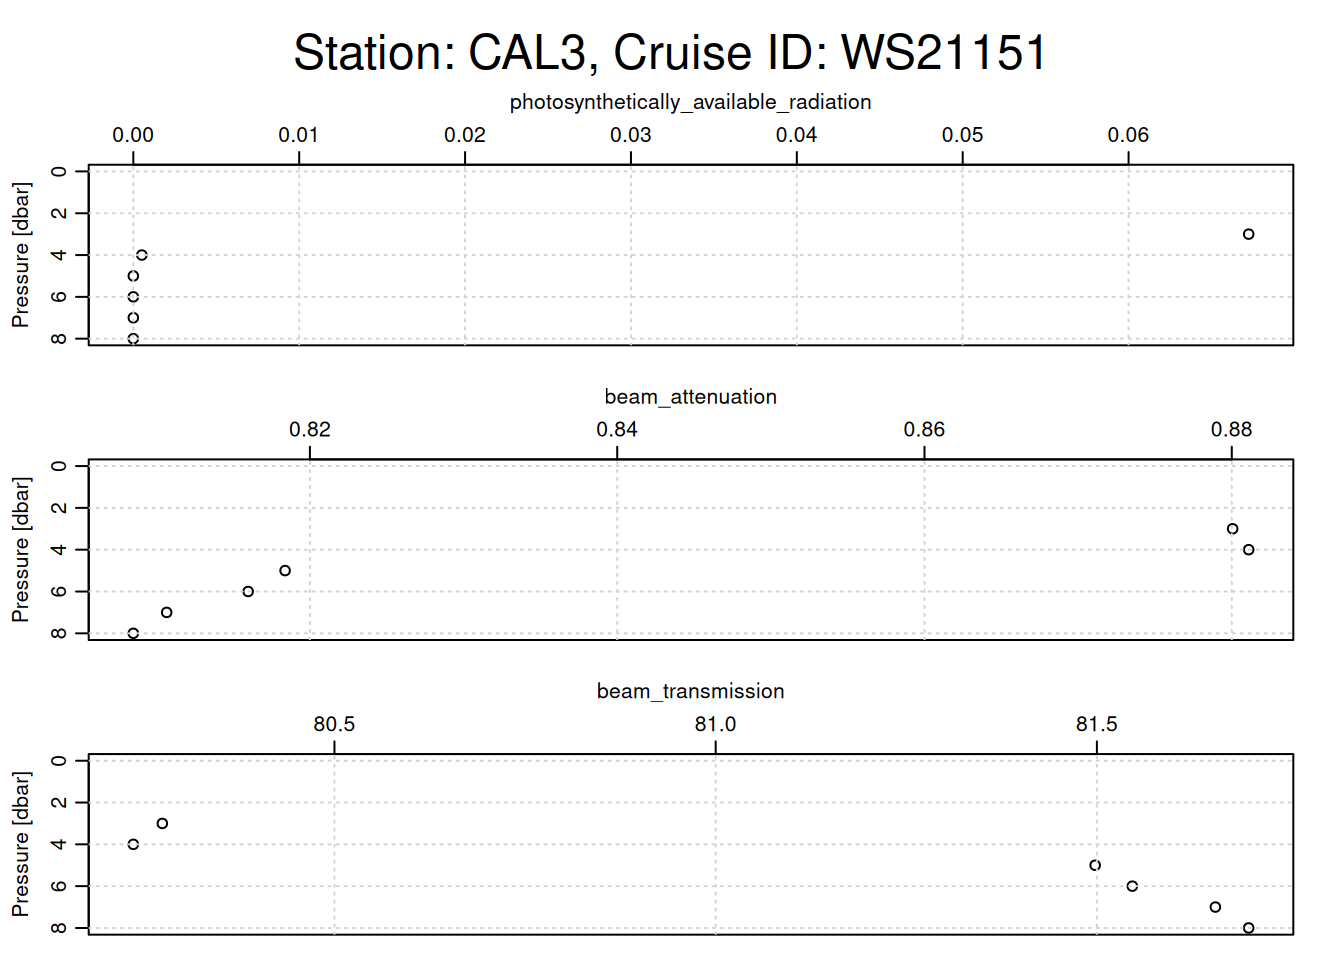 Station: CAL3, Cruise ID: WS21151
photosynthetically_available_radiation
0.00 0.01 0.02 0.03 0.04 0.05 0.06
Pressure [dbar]
0
2
4
6
8
beam_attenuation
0.82 0.84 0.86 0.88
Pressure [dbar]
0
2
4
6
8
beam_transmission
80.5 81.0 81.5
Pressure [dbar]
0
2
4
6
8